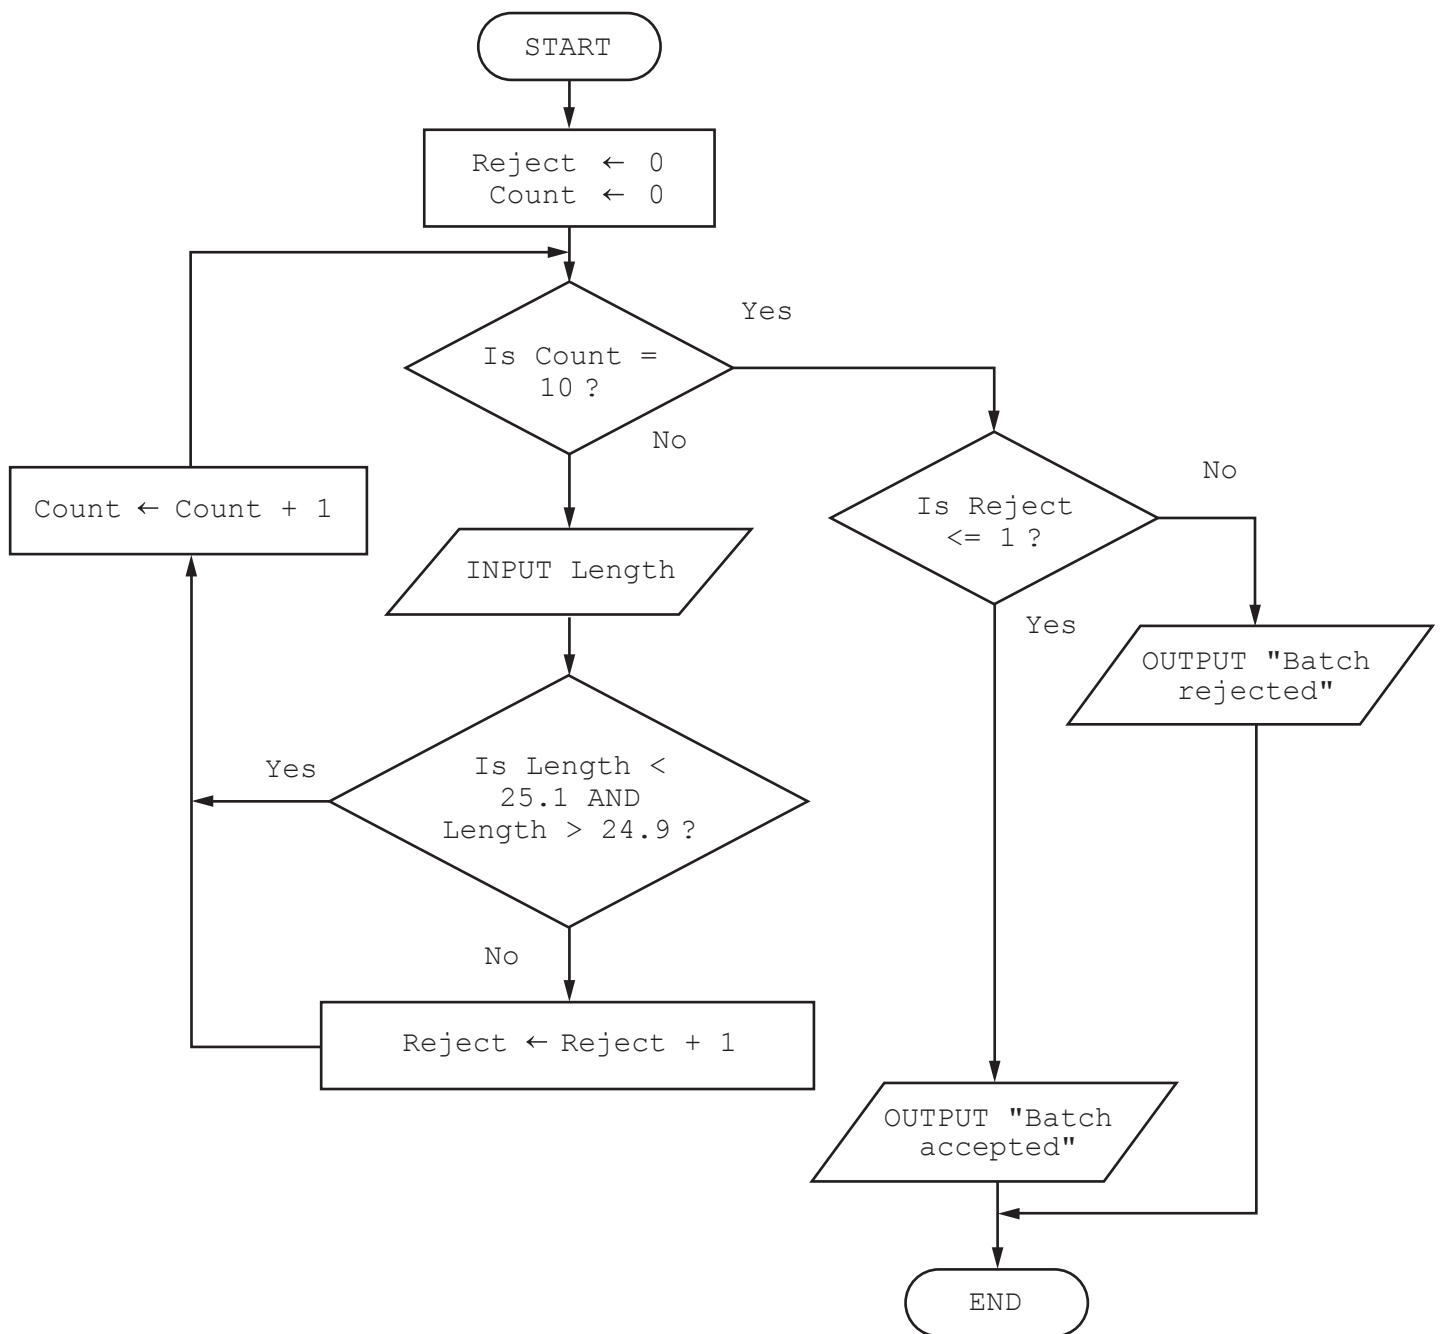 START
Reject ← 0
Count ← 0
Yes
Is Count =
10 ?
No
Count ← Count + 1
No
Is Reject
<= 1 ?
INPUT Length
Yes
OUTPUT "Batch
rejected"
Yes
Is Length <
25.1 AND
Length > 24.9 ?
No
Reject ← Reject + 1
OUTPUT "Batch
accepted"
END